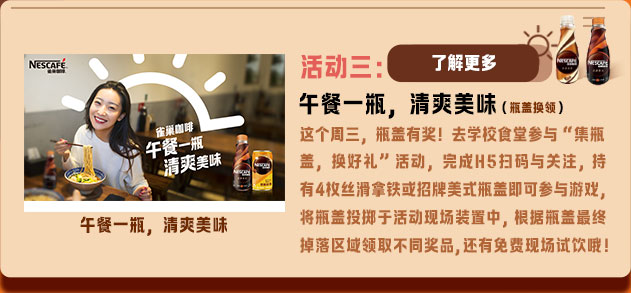 NESCAFÉ
雀巢咖啡
雀巢咖啡
午餐一瓶
清爽美味
午餐一瓶，清爽美味
活动三：
了解更多
午餐一瓶，清爽美味（瓶盖换领）
这个周三，瓶盖有奖！去学校食堂参与“集瓶
盖，换好礼”活动，完成H5扫码与关注，持
有4枚丝滑拿铁或招牌美式瓶盖即可参与游戏，
将瓶盖投掷于活动现场装置中，根据瓶盖最终
掉落区域领取不同奖品，还有免费现场试饮哦！